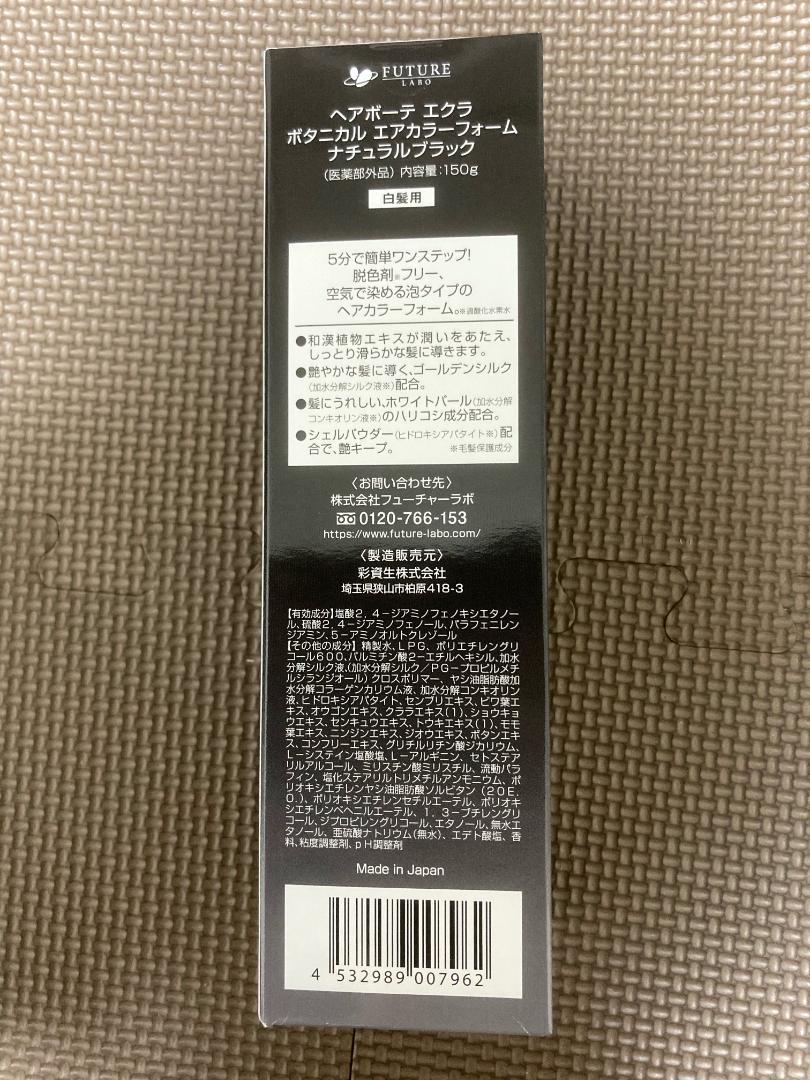 FUTURE
LABO
ヘアボーテ エクラ
ボタニカル エアカラーフォーム
ナチュラルブラック
(医薬部外品) 内容量:150g
白髪用
5分で簡単ワンステップ!
脱色剤※フリー、
空気で染める泡タイプの
ヘアカラーフォーム。※過酸化水素水
●和漢植物エキスが潤いをあたえ、
しっとり滑らかな髪に導きます。
●艶やかな髪に導く、ゴールデンシルク
(加水分解シルク液※)配合。
●髪にうれしい、ホワイトパール(加水分解
コンキオリン液※)のハリコシ成分配合。
●シェルパウダー(ヒドロキシアパタイト※)配
合で、艶キープ。 ※毛髪保護成分
〈お問い合わせ先〉
株式会社フューチャーラボ
0120-766-153
https://www.future-labo.com/
〈製造販売元〉
彩資生株式会社
埼玉県狭山市柏原418-3
【有効成分】塩酸2,4-ジアミノフェノキシエタノー
ル、硫酸2,4-ジアミノフェノール、パラフェニレン
ジアミン、5-アミノオルトクレゾール
【その他の成分】精製水、LPG、ポリエチレングリ
コール600、パルミチン酸2-エチルヘキシル、加水
分解シルク液、(加水分解シルク/PG-プロピルメチ
ルシランジオール)クロスポリマー、ヤシ油脂肪酸加
水分解コラーゲンカリウム液、加水分解コンキオリン
液、ヒドロキシアパタイト、センブリエキス、ビワ葉エ
キス、オウゴンエキス、クララエキス(1)、ショウキョ
ウエキス、センキュウエキス、トウキエキス(1)、モモ
葉エキス、ニンジンエキス、ジオウエキス、ボタンエキ
ス、コンフリーエキス、グリチルリチン酸ジカリウム、
L-システイン塩酸塩、L-アルギニン、セトステア
リルアルコール、ミリスチン酸ミリスチル、流動パラ
フィン、塩化ステアリルトリメチルアンモニウム、ポ
リオキシエチレンヤシ油脂肪酸ソルビタン(20E.
O.)、ポリオキシエチレンセチルエーテル、ポリオキ
シエチレンベヘニルエーテル、1,3-ブチレングリ
コール、ジプロピレングリコール、エタノール、無水エ
タノール、亜硫酸ナトリウム(無水)、エデト酸塩、香
料、粘度調整剤、pH調整剤
Made in Japan
4 532989 007962